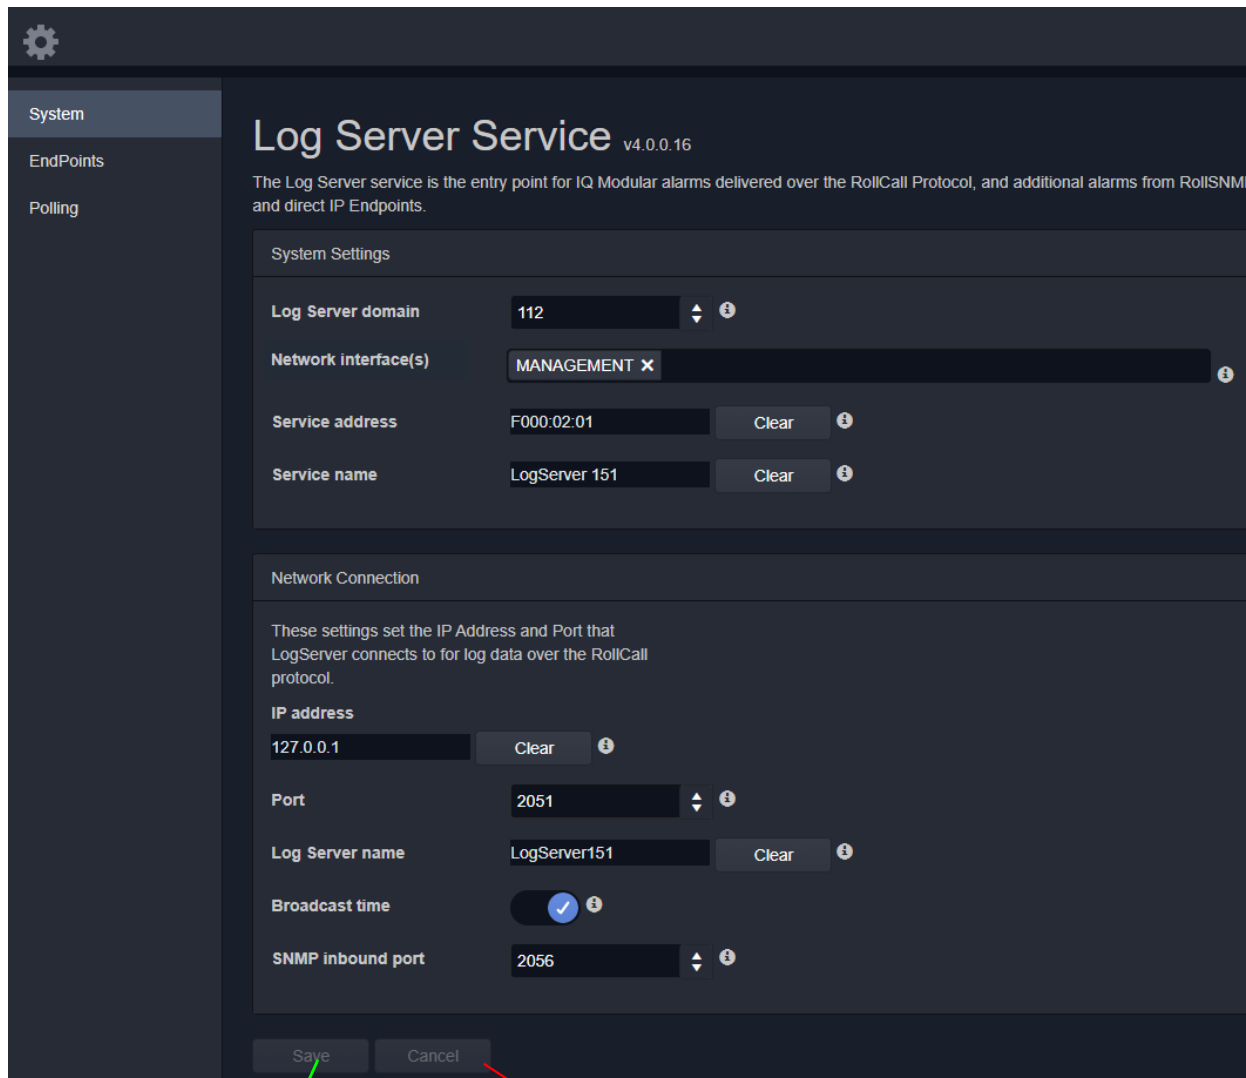 System
EndPoints
Polling
Log Server Service v4.0.0.16
The Log Server service is the entry point for IQ Modular alarms delivered over the RollCall Protocol, and additional alarms from
and direct IP Endpoints.
System Settings
Log Server domain 112
Network interface(s) MANAGEMENT
Service address F000:02:01 Clear
Service name LogServer 151 Clear
Network Connection
These settings set the IP Address and Port that
LogServer connects to for log data over the RollCall
protocol.
IP address
127.0.0.1 Clear
Port 2051
Log Server name LogServer151 Clear
Broadcast time
SNMP inbound port 2056
Save Cancel